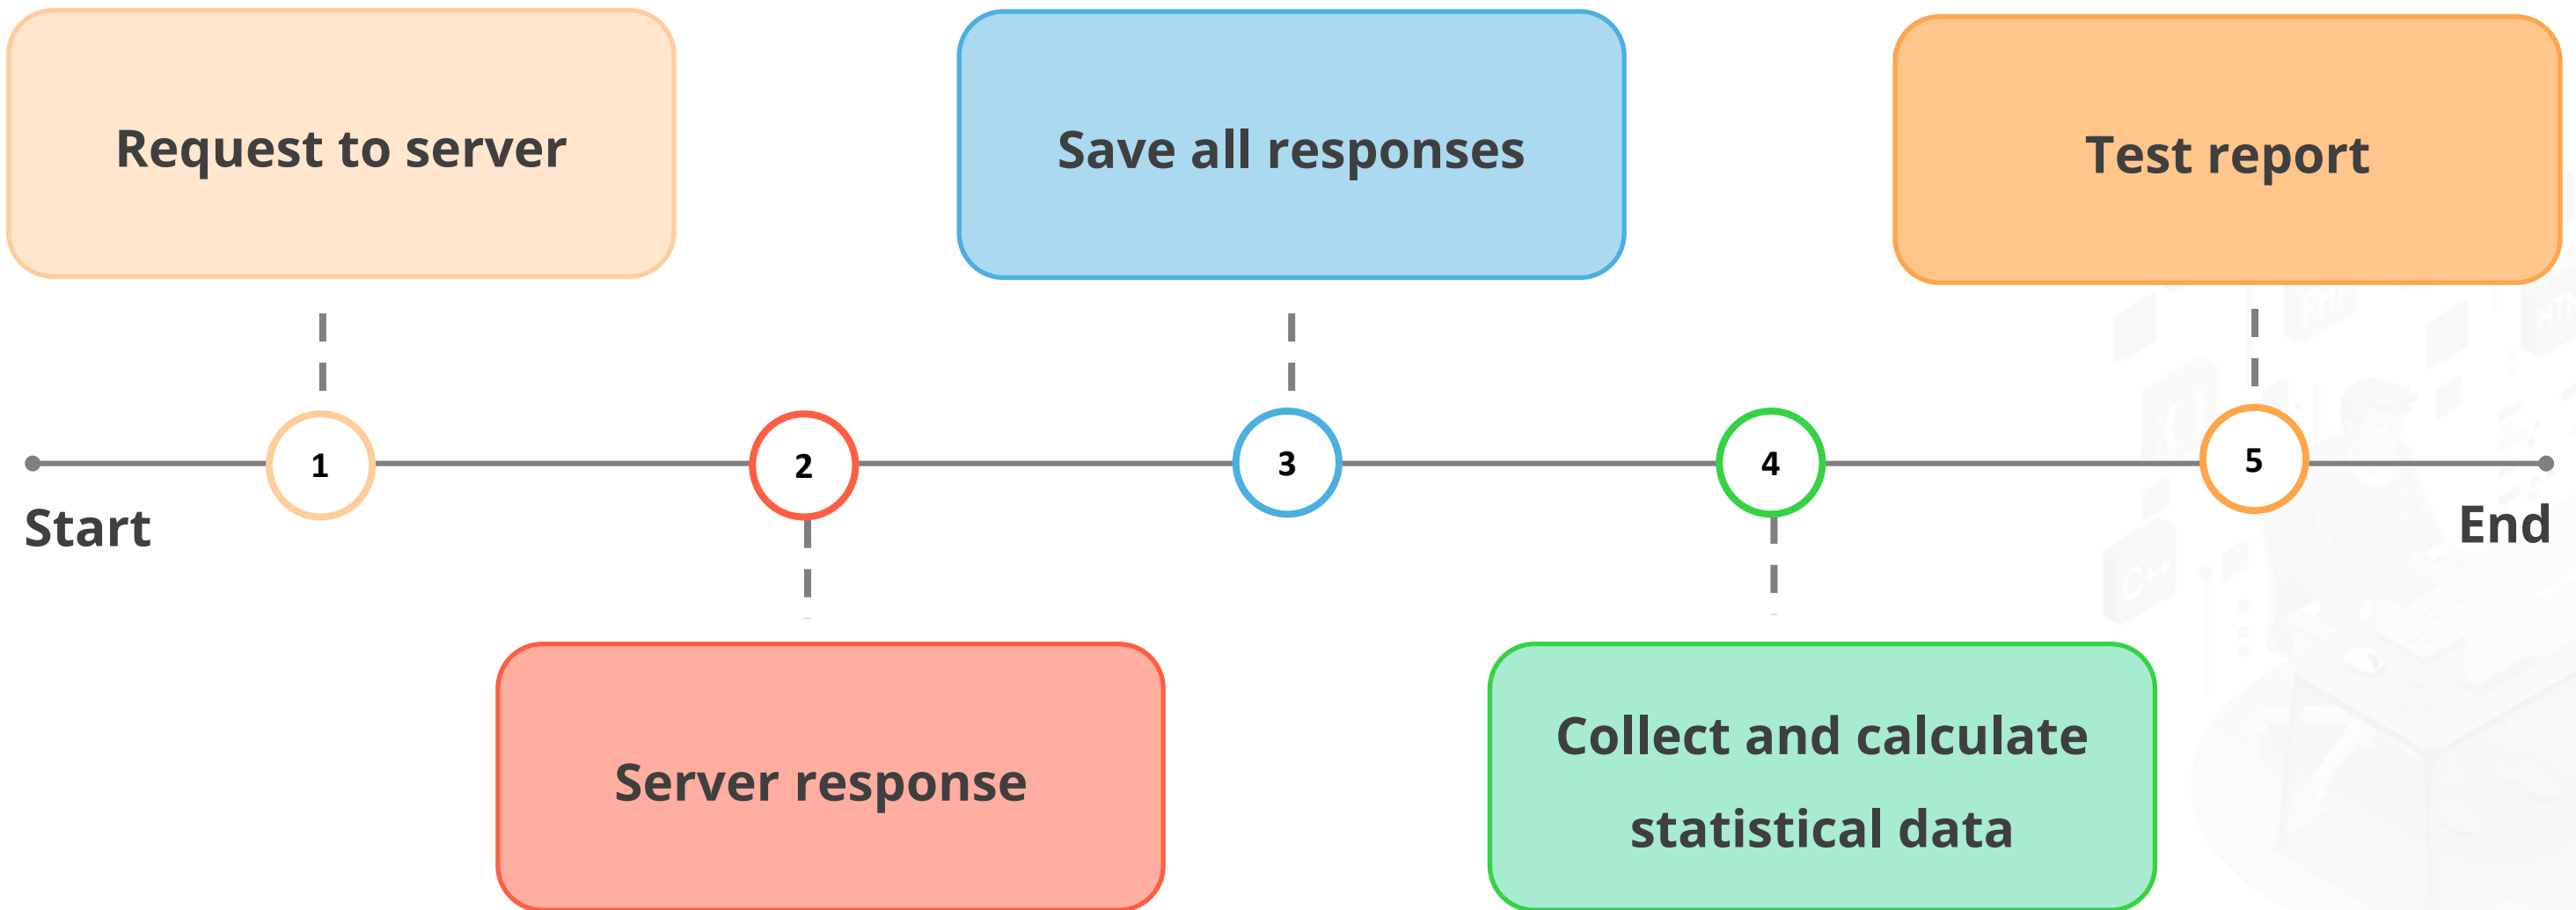 Request to server
Save all responses
Test report
1
2
3
4
5
Start
End
Server response
Collect and calculate
statistical data
PHP
C++